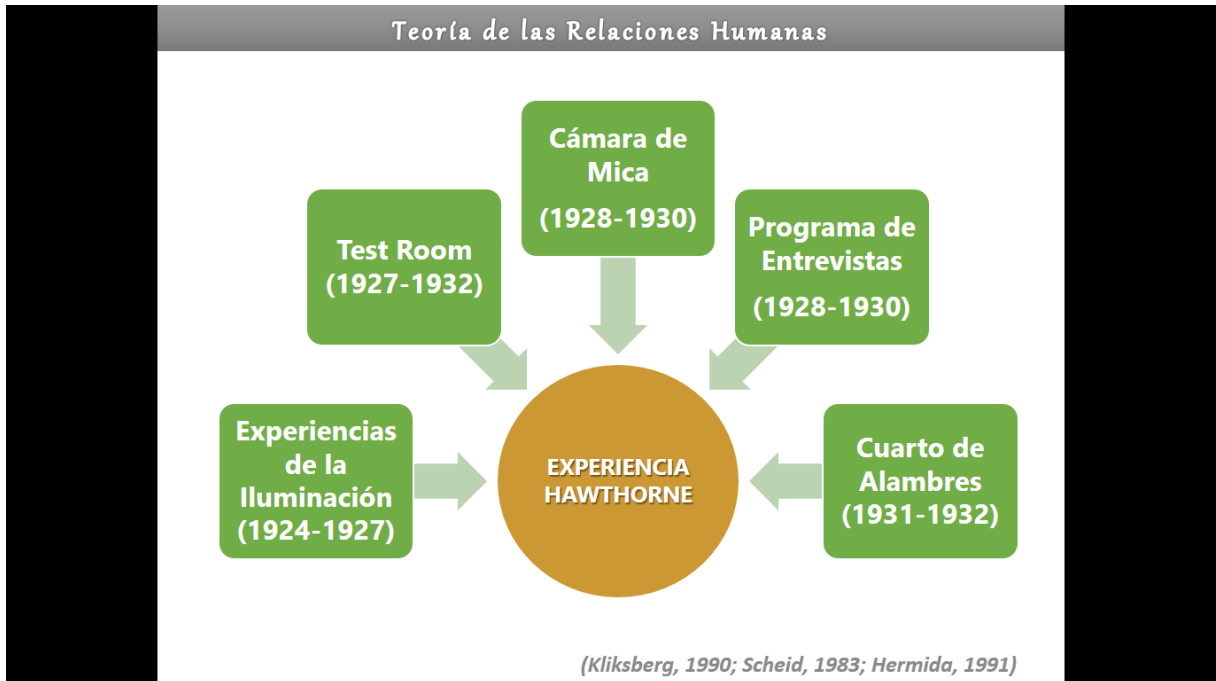 Teoría de las Relaciones Humanas
Cámara de
Mica
(1928-1930)
Test Room
(1927-1932)
Programa de
Entrevistas
(1928-1930)
Experiencias
de la
Iluminación
(1924-1927)
EXPERIENCIA
HAWTHORNE
Cuarto de
Alambres
(1931-1932)
(Kliksberg, 1990; Scheid, 1983; Hermida, 1991)